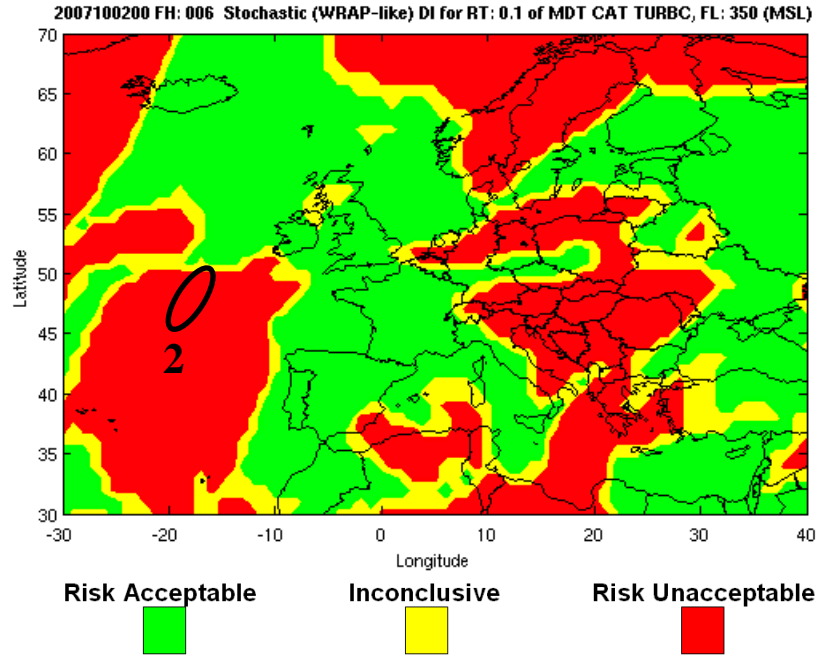 2007100200 FH: 006 Stochastic (WRAP-like) DI for RT: 0.1 of MDT CAT TURBC, FL: 350 (MSL)
70
65
60
55
50
45
40
35
30
Latitude
2
-30 -20 -10 0 10 20 30 40
Longitude
Risk Acceptable Inconclusive Risk Unacceptable